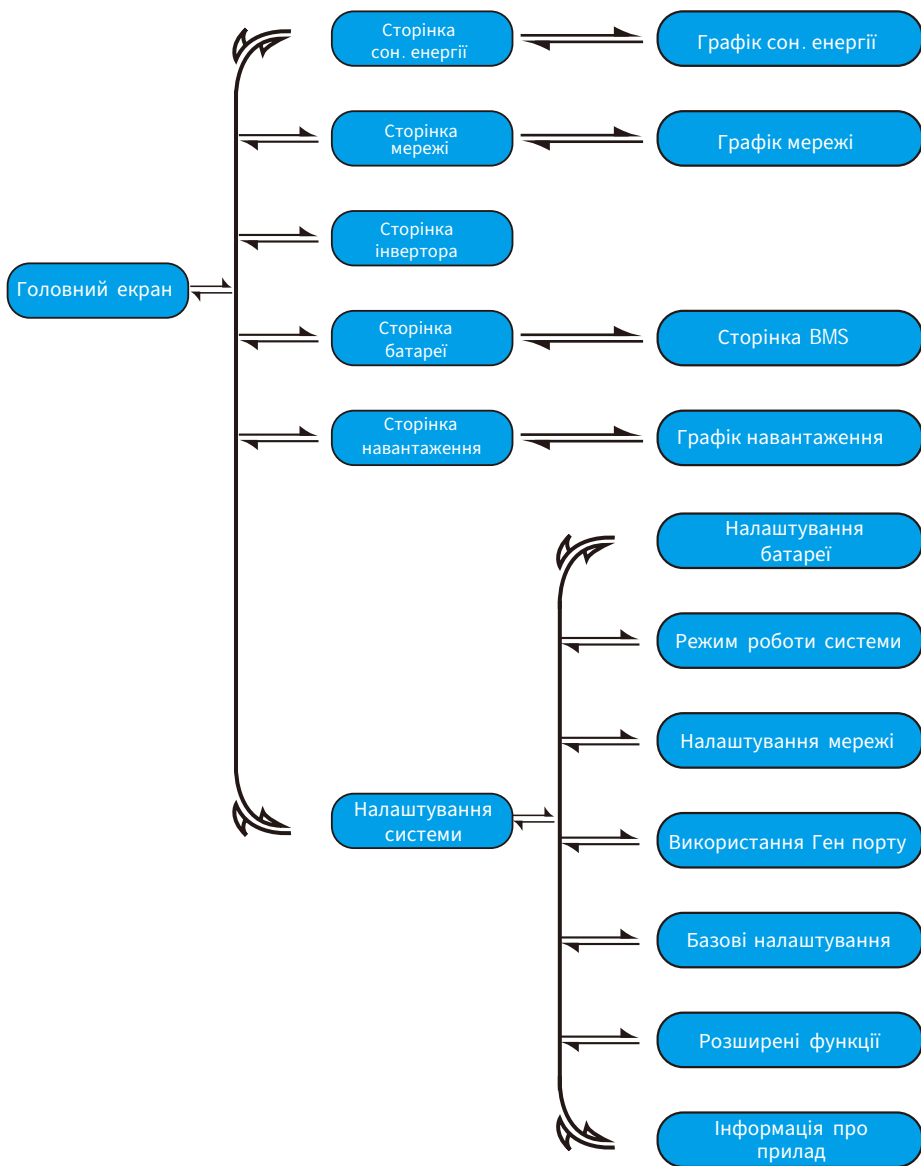 Сторінка
сон. енергії
Графік сон. енергії
Сторінка
мережі
Графік мережі
Сторінка
інвертора
Головний екран
Сторінка
батареї
Сторінка BMS
Сторінка
навантаження
Графік навантаження
Налаштування
батареї
Режим роботи системи
Налаштування мережі
Налаштування
системи
Використання Ген порту
Базові налаштування
Розширені функції
Інформація про
прилад